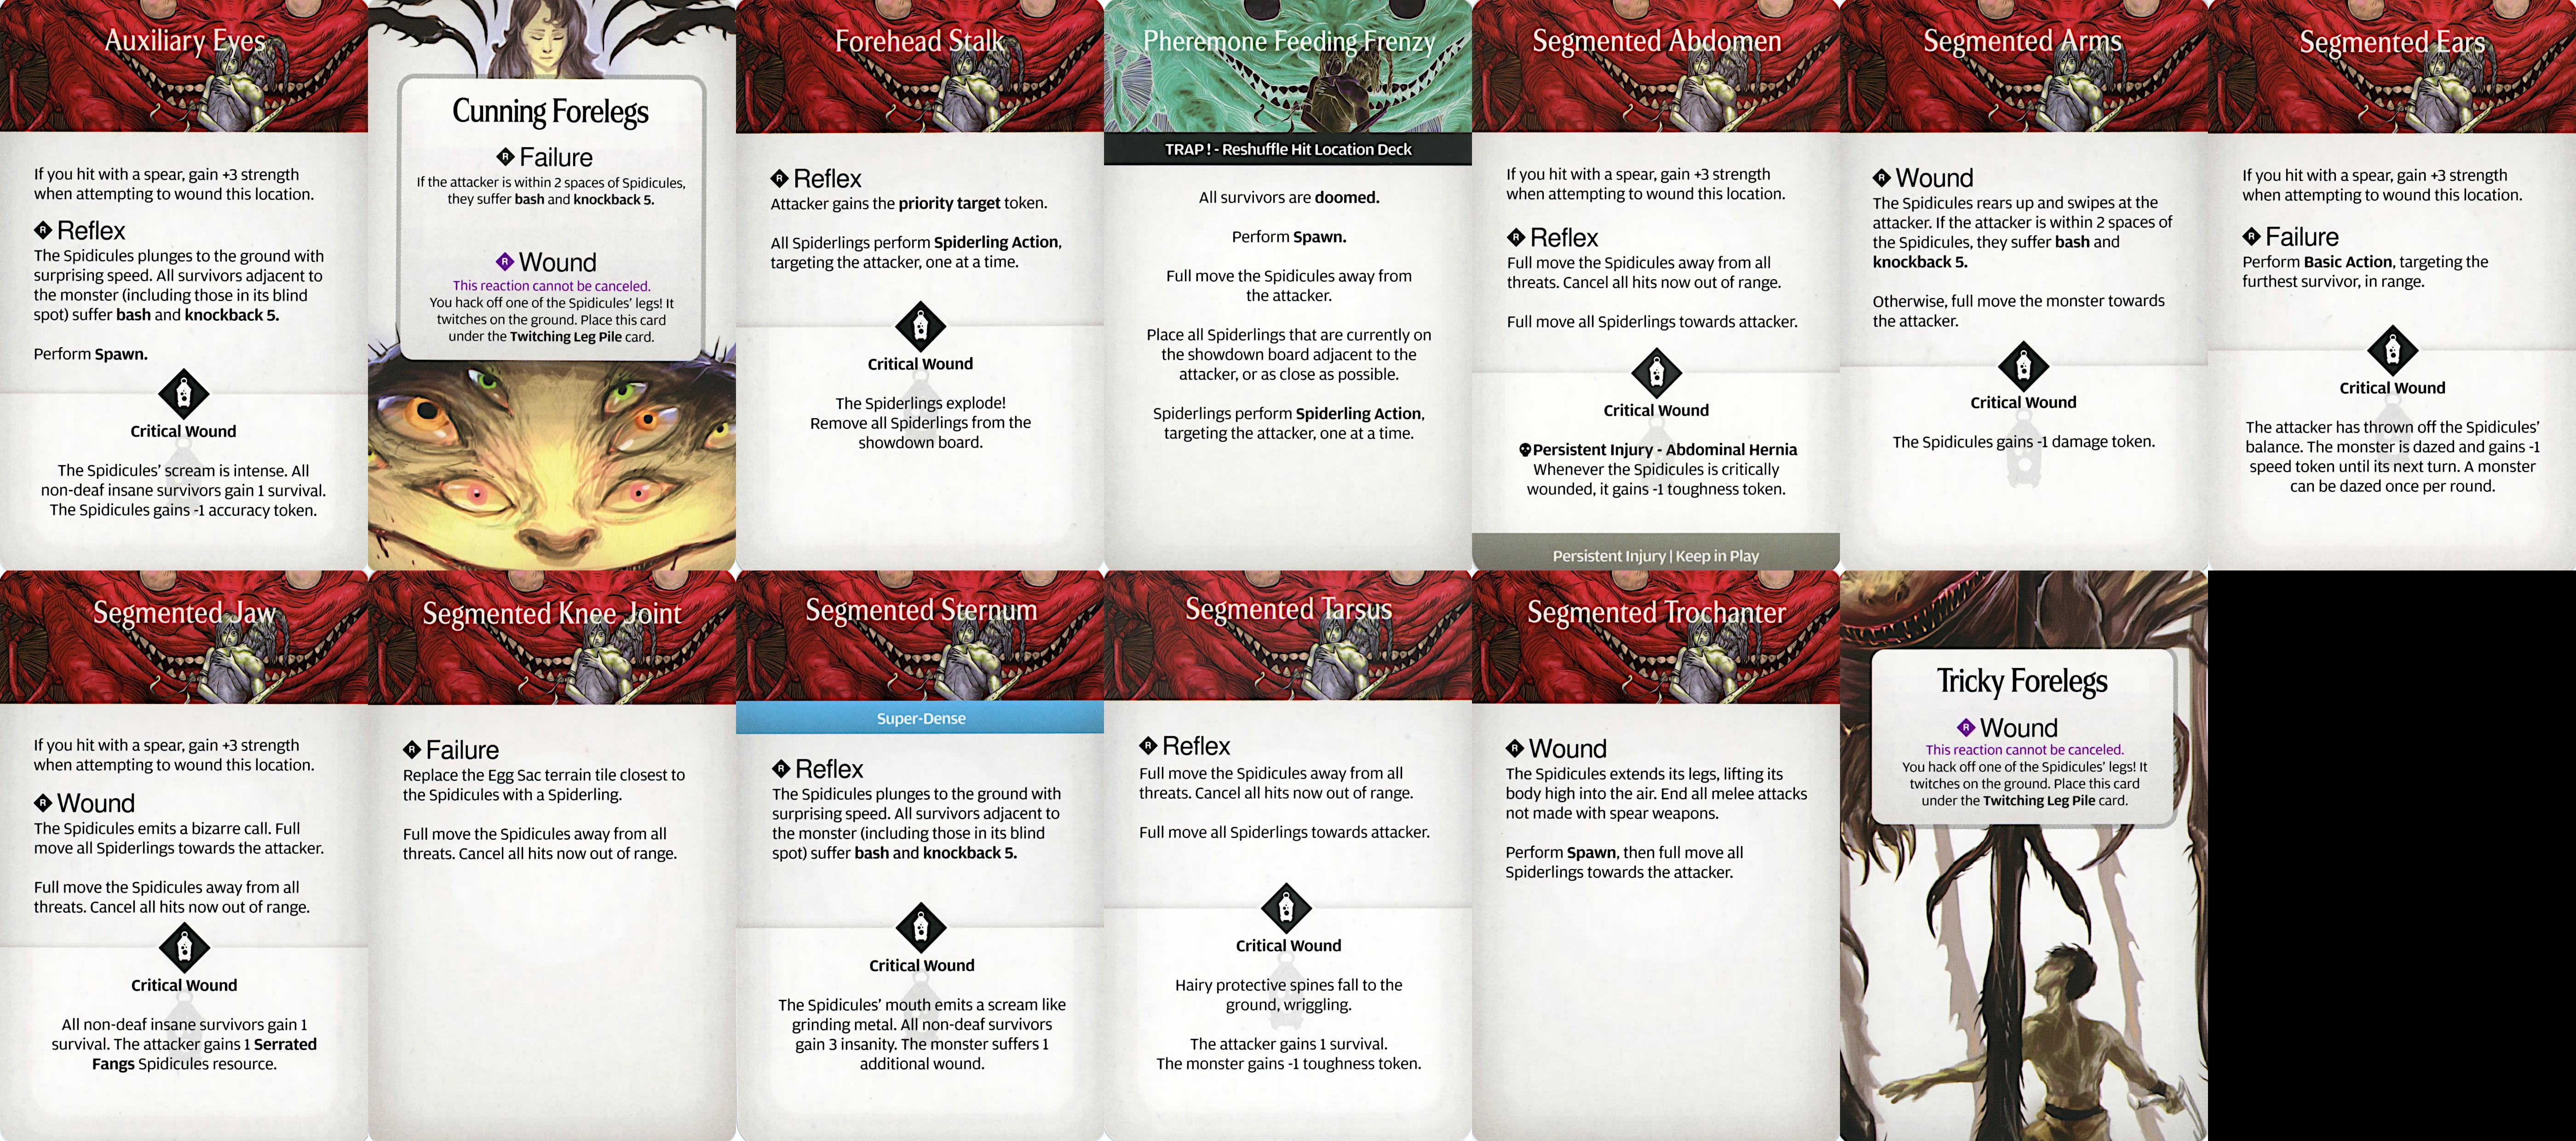 Auxiliary Eyes
If you hit with a spear, gain +3 strength
when attempting to wound this location.
R Reflex
The Spidicules plunges to the ground with
surprising speed. All survivors adjacent to
the monster (including those in its blind
spot) suffer bash and knockback 5.
Perform Spawn.
Critical Wound
The Spidicules' scream is intense. All
non-deaf insane survivors gain 1 survival.
The Spidicules gains -1 accuracy token.
Cunning Forelegs
R Failure
If the attacker is within 2 spaces of Spidicules,
they suffer bash and knockback 5.
R Wound
This reaction cannot be canceled.
You hack off one of the Spidicules' legs! It
twitches on the ground. Place this card
under the Twitching Leg Pile card.
Forehead Stalk
R Reflex
Attacker gains the priority target token.
All Spiderlings perform Spiderling Action,
targeting the attacker, one at a time.
Critical Wound
The Spiderlings explode!
Remove all Spiderlings from the
showdown board.
Pheremone Feeding Frenzy
TRAP! - Reshuffle Hit Location Deck
All survivors are doomed.
Perform Spawn.
Full move the Spidicules away from
the attacker.
Place all Spiderlings that are currently on
the showdown board adjacent to the
attacker, or as close as possible.
Spiderlings perform Spiderling Action,
targeting the attacker, one at a time.
Segmented Abdomen
If you hit with a spear, gain +3 strength
when attempting to wound this location.
R Reflex
Full move the Spidicules away from all
threats. Cancel all hits now out of range.
Full move all Spiderlings towards attacker.
Critical Wound
Persistent Injury - Abdominal Hernia
Whenever the Spidicules is critically
wounded, it gains -1 toughness token.
Persistent Injury | Keep in Play
Segmented Arms
R Wound
The Spidicules rears up and swipes at the
attacker. If the attacker is within 2 spaces of
the Spidicules, they suffer bash and
knockback 5.
Otherwise, full move the monster towards
the attacker.
Critical Wound
The Spidicules gains -1 damage token.
Segmented Ears
If you hit with a spear, gain +3 strength
when attempting to wound this location.
R Failure
Perform Basic Action, targeting the
furthest survivor, in range.
Critical Wound
The attacker has thrown off the Spidicules'
balance. The monster is dazed and gains -1
speed token until its next turn. A monster
can be dazed once per round.
Segmented Jaw
If you hit with a spear, gain +3 strength
when attempting to wound this location.
R Wound
The Spidicules emits a bizarre call. Full
move all Spiderlings towards the attacker.
Full move the Spidicules away from all
threats. Cancel all hits now out of range.
Critical Wound
All non-deaf insane survivors gain 1
survival. The attacker gains 1 Serrated
Fangs Spidicules resource.
Segmented Knee Joint
R Failure
Replace the Egg Sac terrain tile closest to
the Spidicules with a Spiderling.
Full move the Spidicules away from all
threats. Cancel all hits now out of range.
Segmented Sternum
Super-Dense
R Reflex
The Spidicules plunges to the ground with
surprising speed. All survivors adjacent to
the monster (including those in its blind
spot) suffer bash and knockback 5.
Critical Wound
The Spidicules' mouth emits a scream like
grinding metal. All non-deaf survivors
gain 3 insanity. The monster suffers 1
additional wound.
Segmented Tarsus
R Reflex
Full move the Spidicules away from all
threats. Cancel all hits now out of range.
Full move all Spiderlings towards attacker.
Critical Wound
Hairy protective spines fall to the
ground, wriggling.
The attacker gains 1 survival.
The monster gains -1 toughness token.
Segmented Trochanter
R Wound
The Spidicules extends its legs, lifting its
body high into the air. End all melee attacks
not made with spear weapons.
Perform Spawn, then full move all
Spiderlings towards the attacker.
Tricky Forelegs
R Wound
This reaction cannot be canceled.
You hack off one of the Spidicules' legs! It
twitches on the ground. Place this card
under the Twitching Leg Pile card.